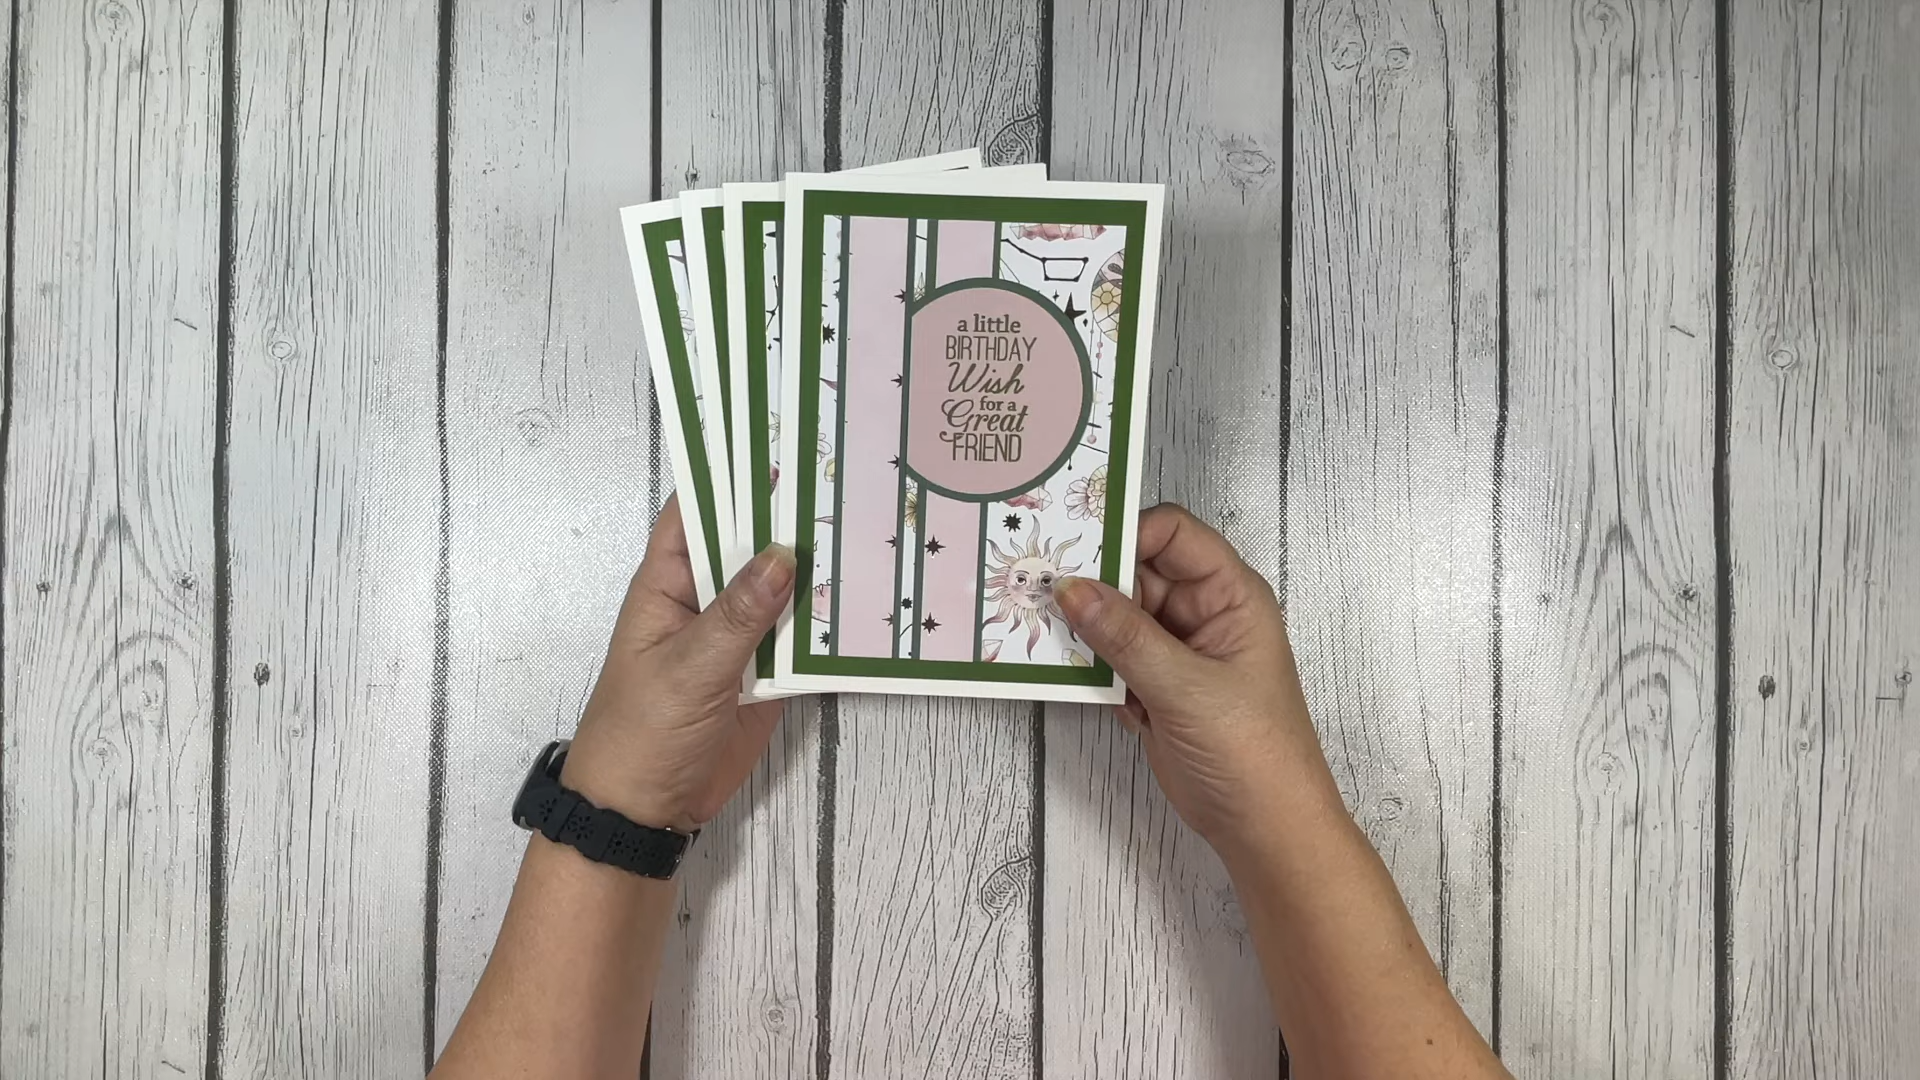 a little
BIRTHDAY
Wish
for a
Great
FRIEND